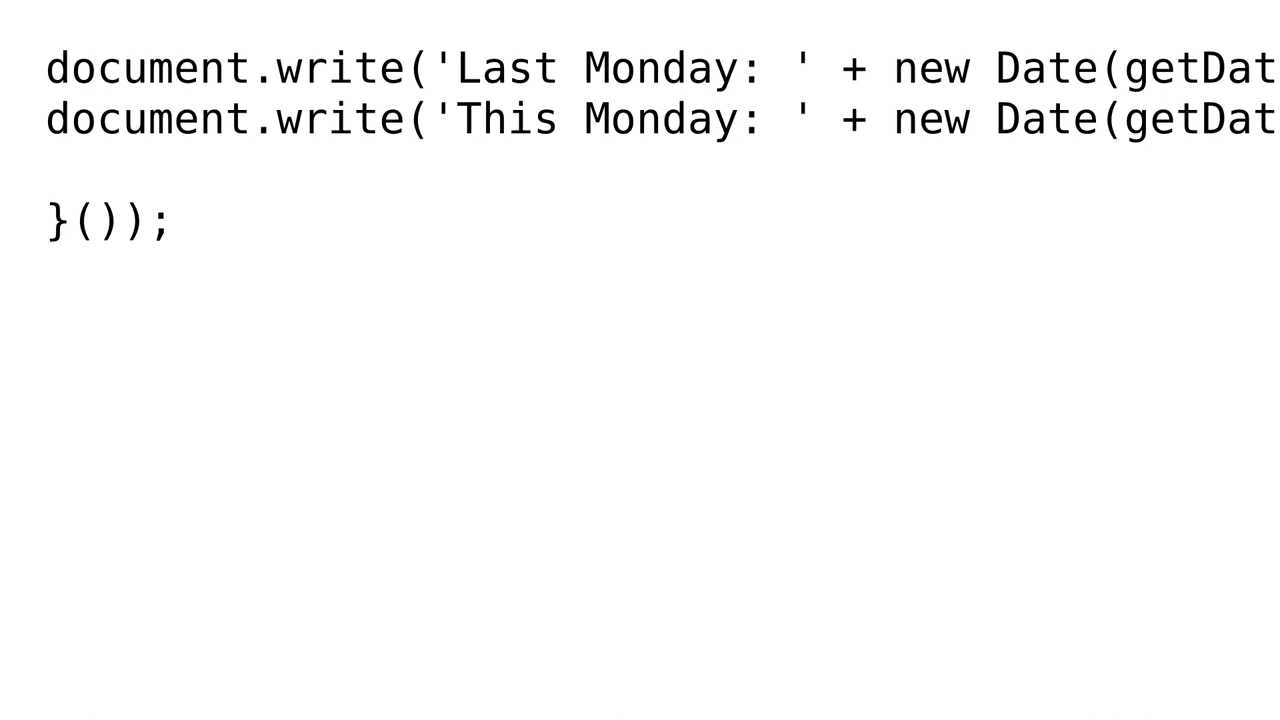 document.write('Last Monday: ' + new Date(getDat
document.write('This Monday: ' + new Date(getDat
}());